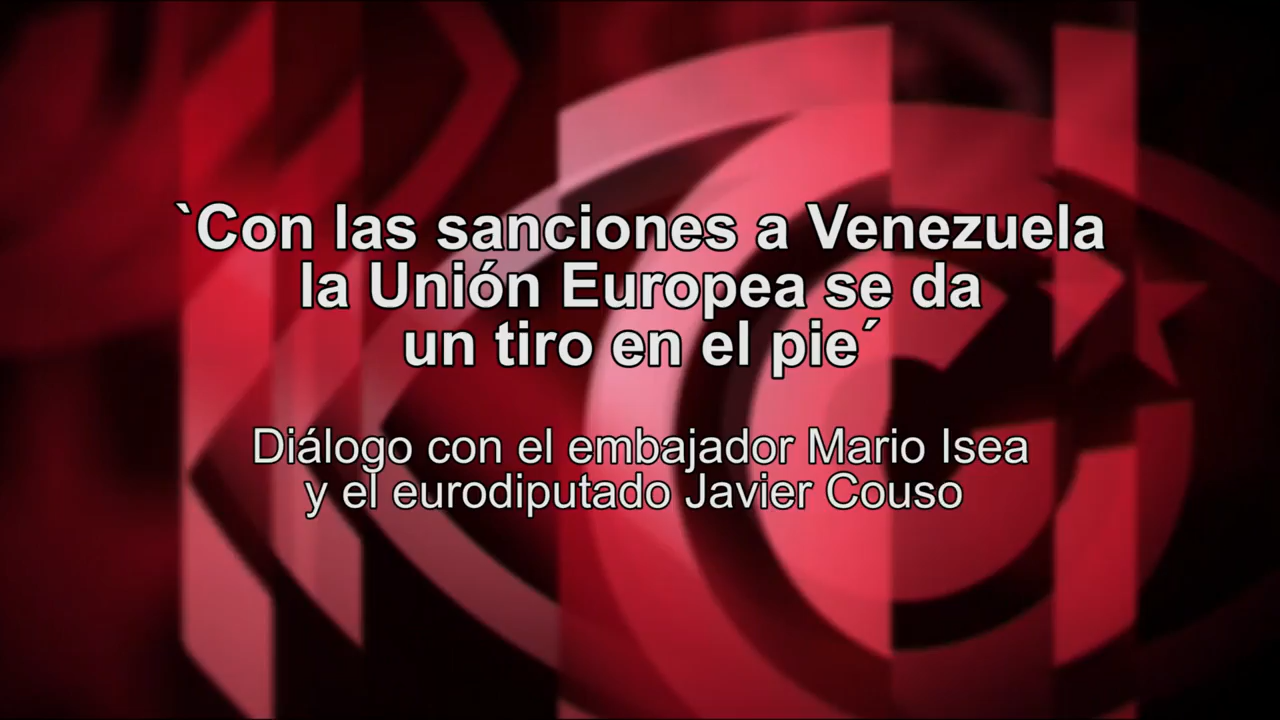 `Con las sanciones a Venezuela
la Unión Europea se da
un tiro en el pie´
Diálogo con el embajador Mario Isea
y el eurodiputado Javier Couso